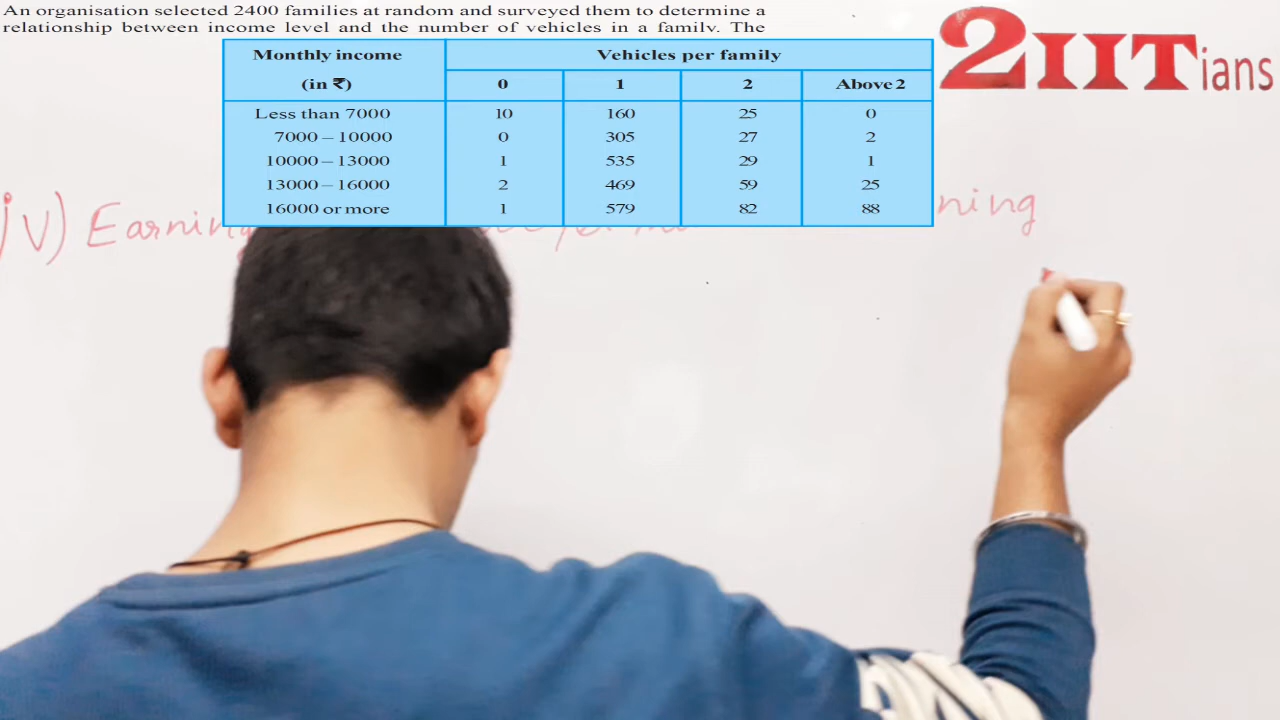 An organisation selected 2400 families at random and surveyed them to determine a
relationship between income level and the number of vehicles in a family. The
2IITians
Monthly income (in ₹) Vehicles per family
0 1 2 Above 2
Less than 7000 10 160 25 0
7000 – 10000 0 305 27 2
10000 – 13000 1 535 29 1
13000 – 16000 2 469 59 25
16000 or more 1 579 82 88
iv) Earning ning